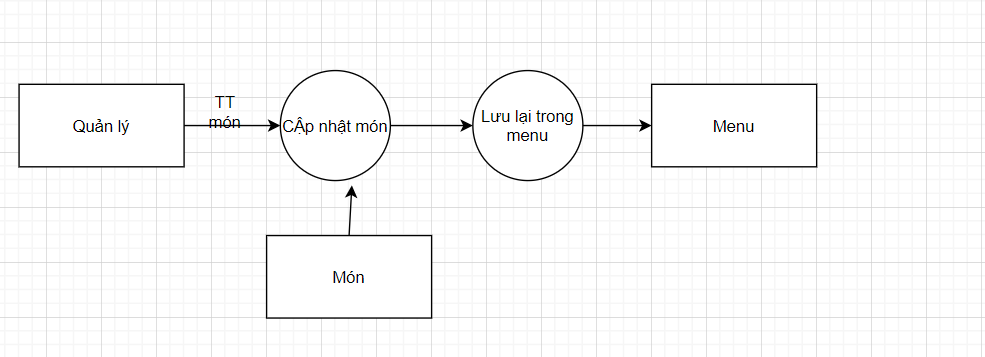 Quản lý
TT
món
CẬp nhật món
Lưu lại trong
menu
Menu
Món